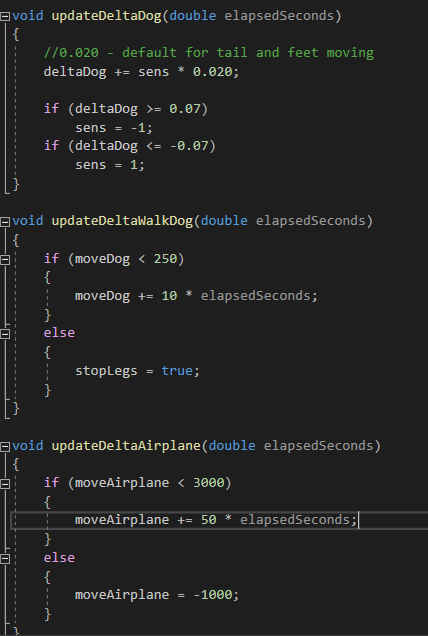 void updateDeltaDog(double elapsedSeconds)
{
    //0.020 - default for tail and feet moving
    deltaDog += sens * 0.020;

    if (deltaDog >= 0.07)
        sens = -1;
    if (deltaDog <= -0.07)
        sens = 1;
}

void updateDeltaWalkDog(double elapsedSeconds)
{
    if (moveDog < 250)
    {
        moveDog += 10 * elapsedSeconds;
    }
    else
    {
        stopLegs = true;
    }
}

void updateDeltaAirplane(double elapsedSeconds)
{
    if (moveAirplane < 3000)
    {
        moveAirplane += 50 * elapsedSeconds;
    }
    else
    {
        moveAirplane = -1000;
    }
}